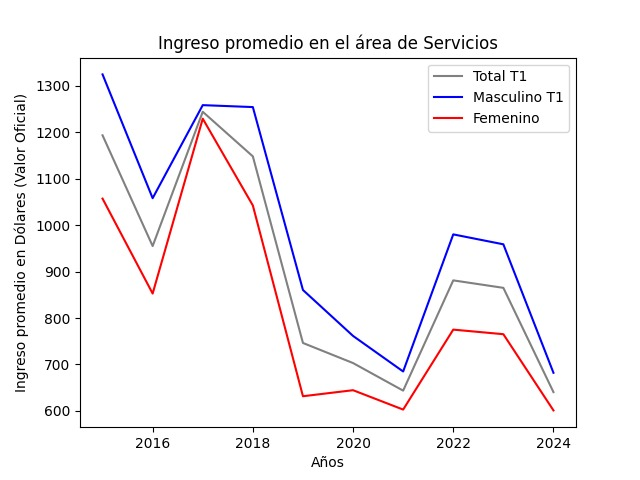 Ingreso promedio en el área de Servicios
Total T1
Masculino T1
Femenino
Ingreso promedio en Dólares (Valor Oficial)
1300
1200
1100
1000
900
800
700
600
2016
2018
2020
2022
2024
Años